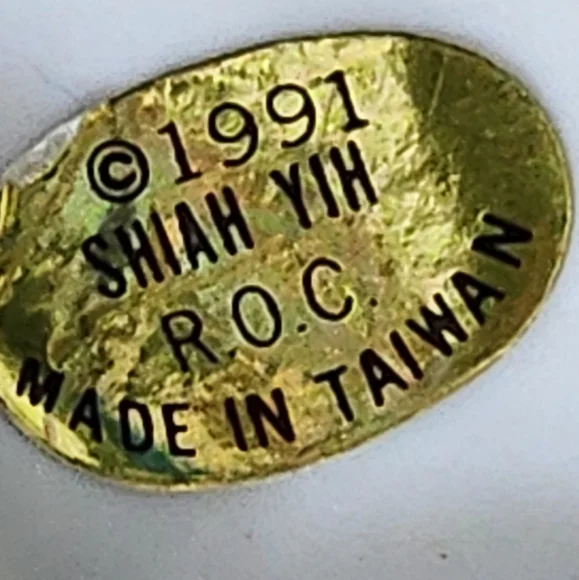 ©1991
SHIAH YIH
R.O.C.
MADE IN TAIWAN